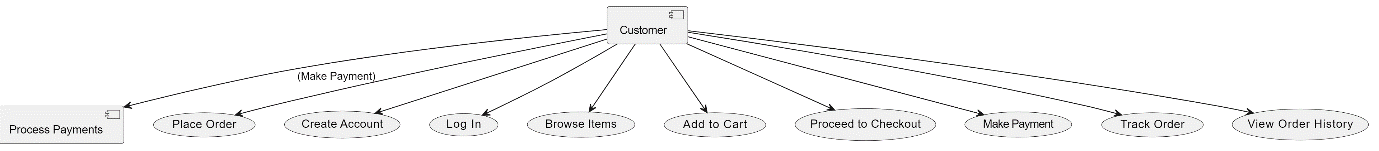 Customer
(Make Payment)
Process Payments
Place Order
Create Account
Log In
Browse Items
Add to Cart
Proceed to Checkout
Make Payment
Track Order
View Order History